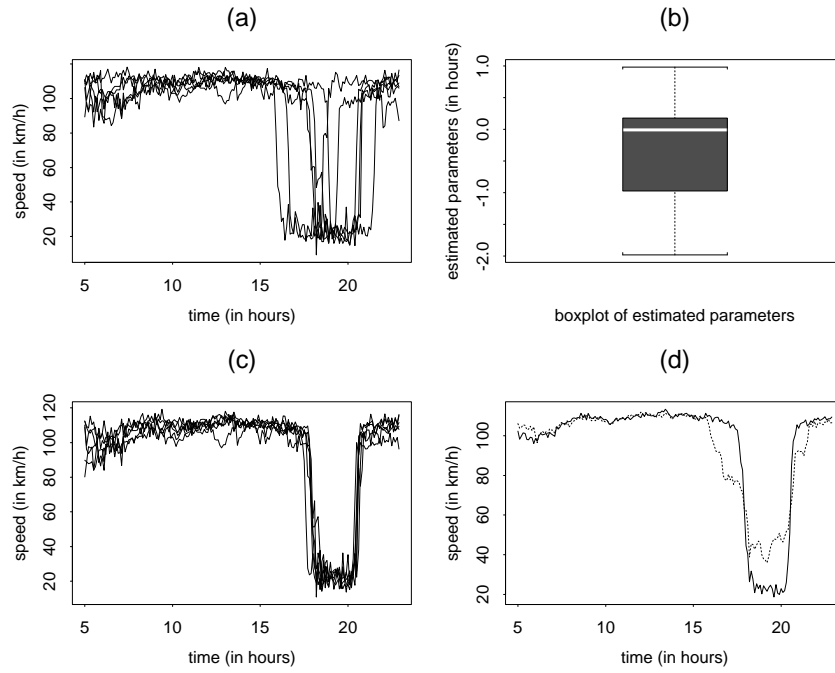 (a)
speed (in km/h)
20 40 60 80 100
5 10 15 20
time (in hours)
(b)
estimated parameters (in hours)
-2.0 -1.0 0.0 1.0
boxplot of estimated parameters
(c)
speed (in km/h)
20 40 60 80 100 120
5 10 15 20
time (in hours)
(d)
speed (in km/h)
20 40 60 80 100
5 10 15 20
time (in hours)